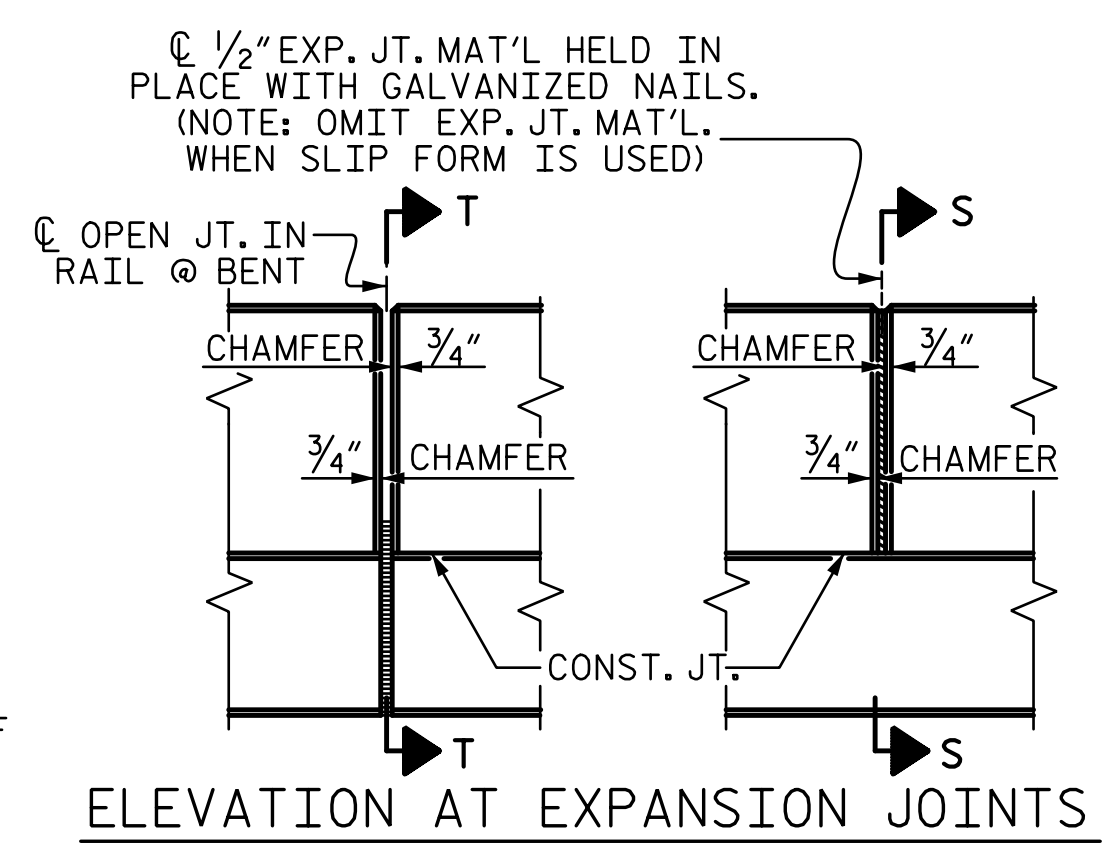 ℄ 1/2" EXP. JT. MAT'L HELD IN
PLACE WITH GALVANIZED NAILS.
(NOTE: OMIT EXP. JT. MAT'L.
WHEN SLIP FORM IS USED)
℄ OPEN JT. IN
RAIL @ BENT
T
S
CHAMFER 3/4"
CHAMFER 3/4"
3/4" CHAMFER
3/4" CHAMFER
CONST. JT.
T
S
ELEVATION AT EXPANSION JOINTS